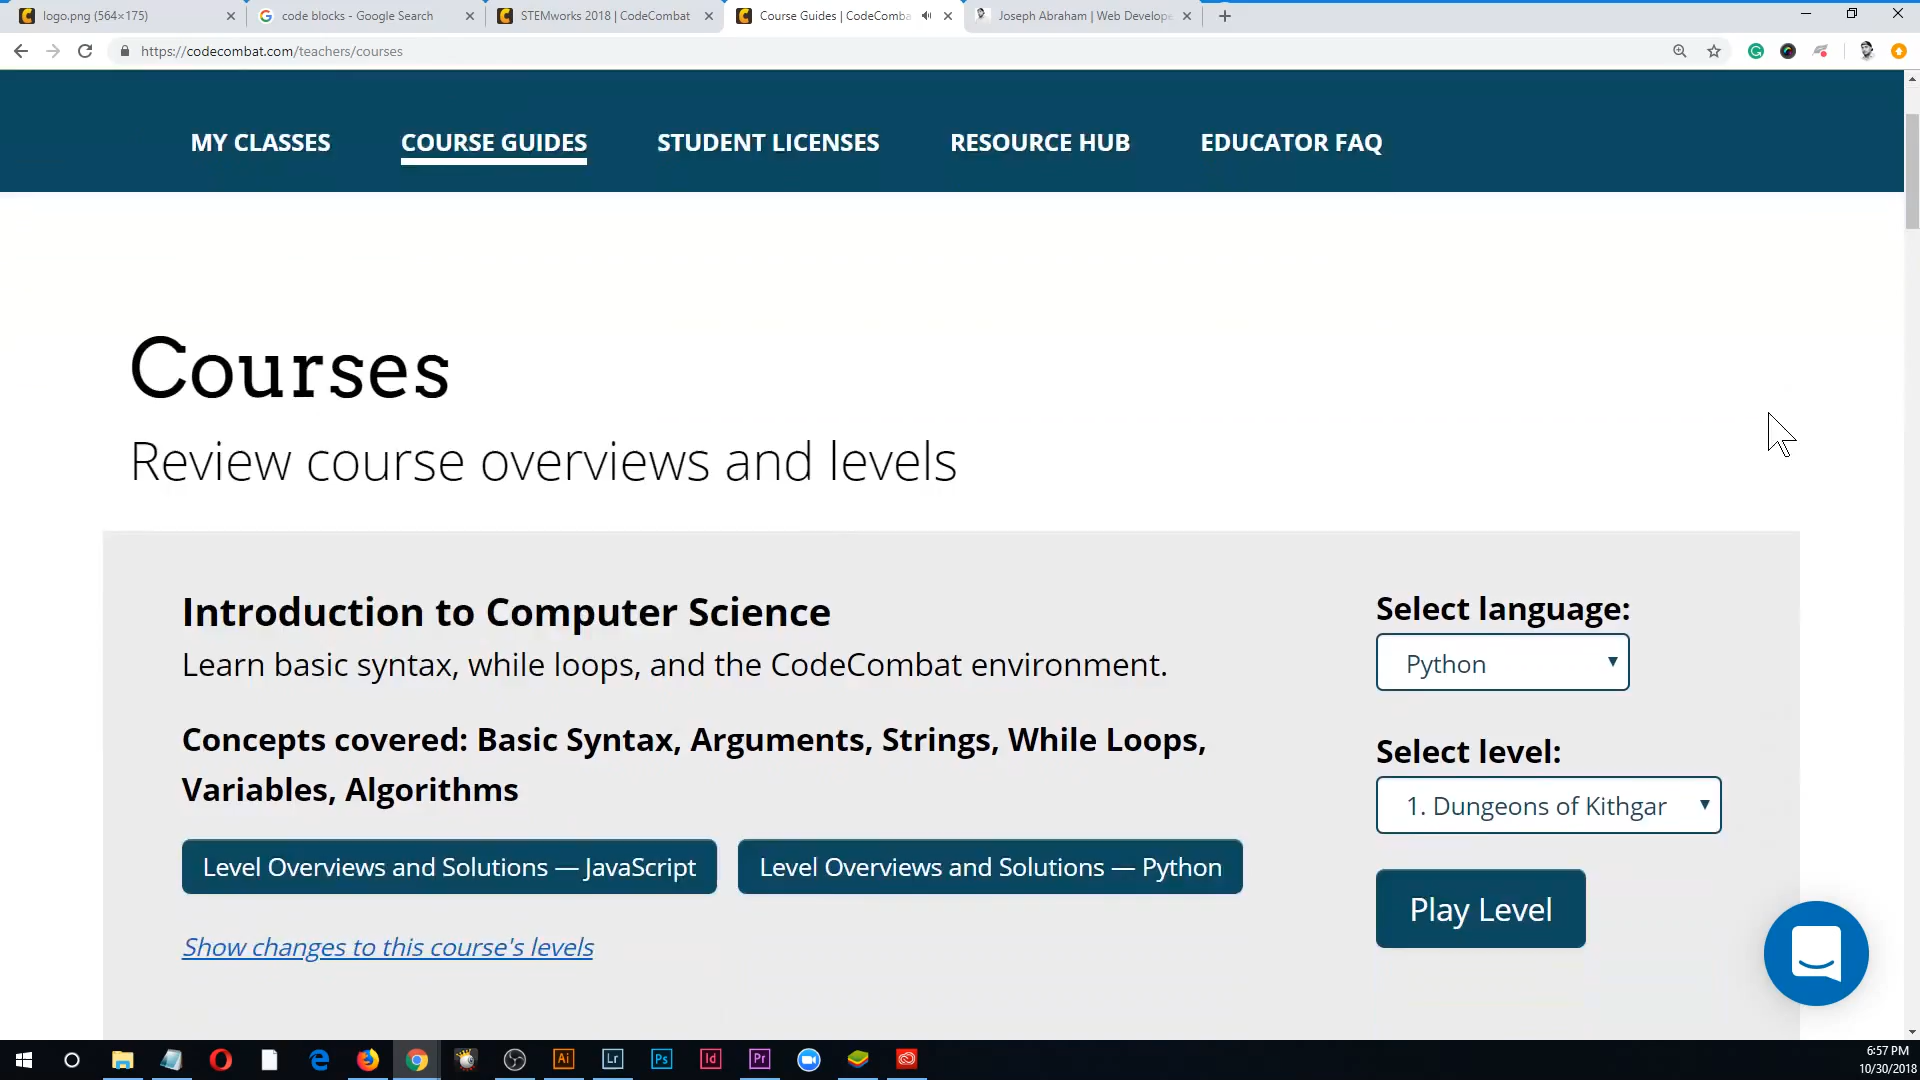 logo.png (564×175)
code blocks - Google Search
STEMworks 2018 | CodeCombat
Course Guides | CodeComba
Joseph Abraham | Web Develope
https://codecombat.com/teachers/courses
MY CLASSES
COURSE GUIDES
STUDENT LICENSES
RESOURCE HUB
EDUCATOR FAQ
Courses
Review course overviews and levels
Introduction to Computer Science
Learn basic syntax, while loops, and the CodeCombat environment.
Concepts covered: Basic Syntax, Arguments, Strings, While Loops,
Variables, Algorithms
Level Overviews and Solutions — JavaScript
Level Overviews and Solutions — Python
Show changes to this course's levels
Select language:
Python
Select level:
1. Dungeons of Kithgar
Play Level
Ai
Lr
Ps
Id
Pr
6:57 PM
10/30/2018